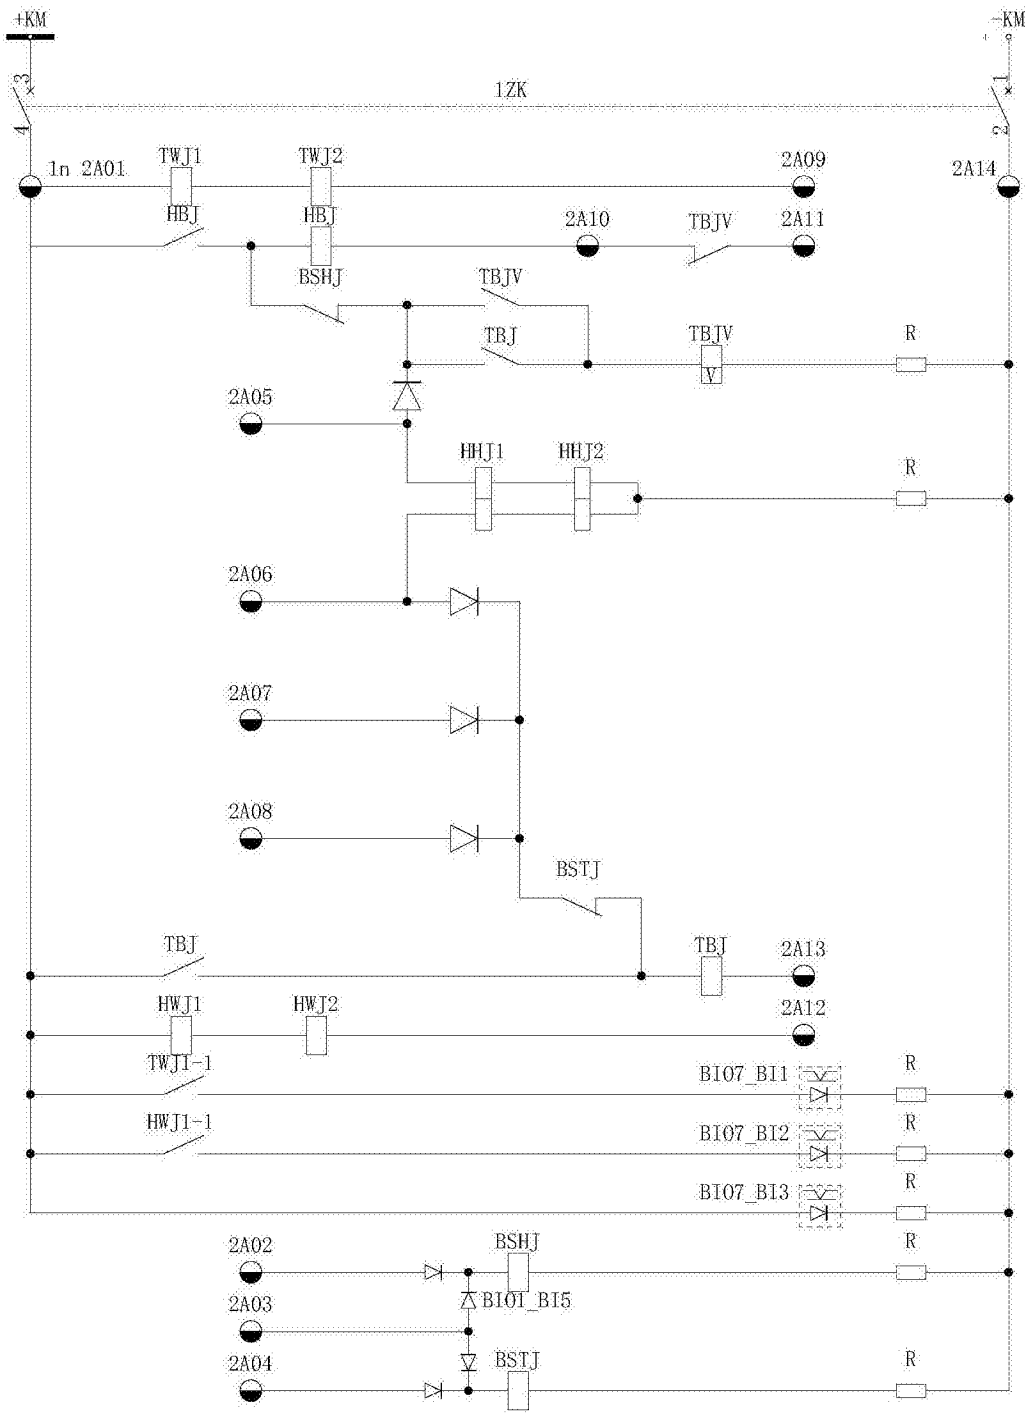 +KM
-KM
3
1
1ZK
4
2
1n 2A01
TWJ1
TWJ2
2A09
2A14
HBJ
HBJ
2A10
TBJV
2A11
BSHJ
TBJV
TBJ
TBJV
R
V
2A05
HHJ1
HHJ2
R
2A06
2A07
2A08
BSTJ
TBJ
TBJ
2A13
HWJ1
HWJ2
2A12
TWJ1-1
BI07_BI1
R
HWJ1-1
BI07_BI2
R
BI07_BI3
R
2A02
BSHJ
R
BI01_BI5
2A03
2A04
BSTJ
R